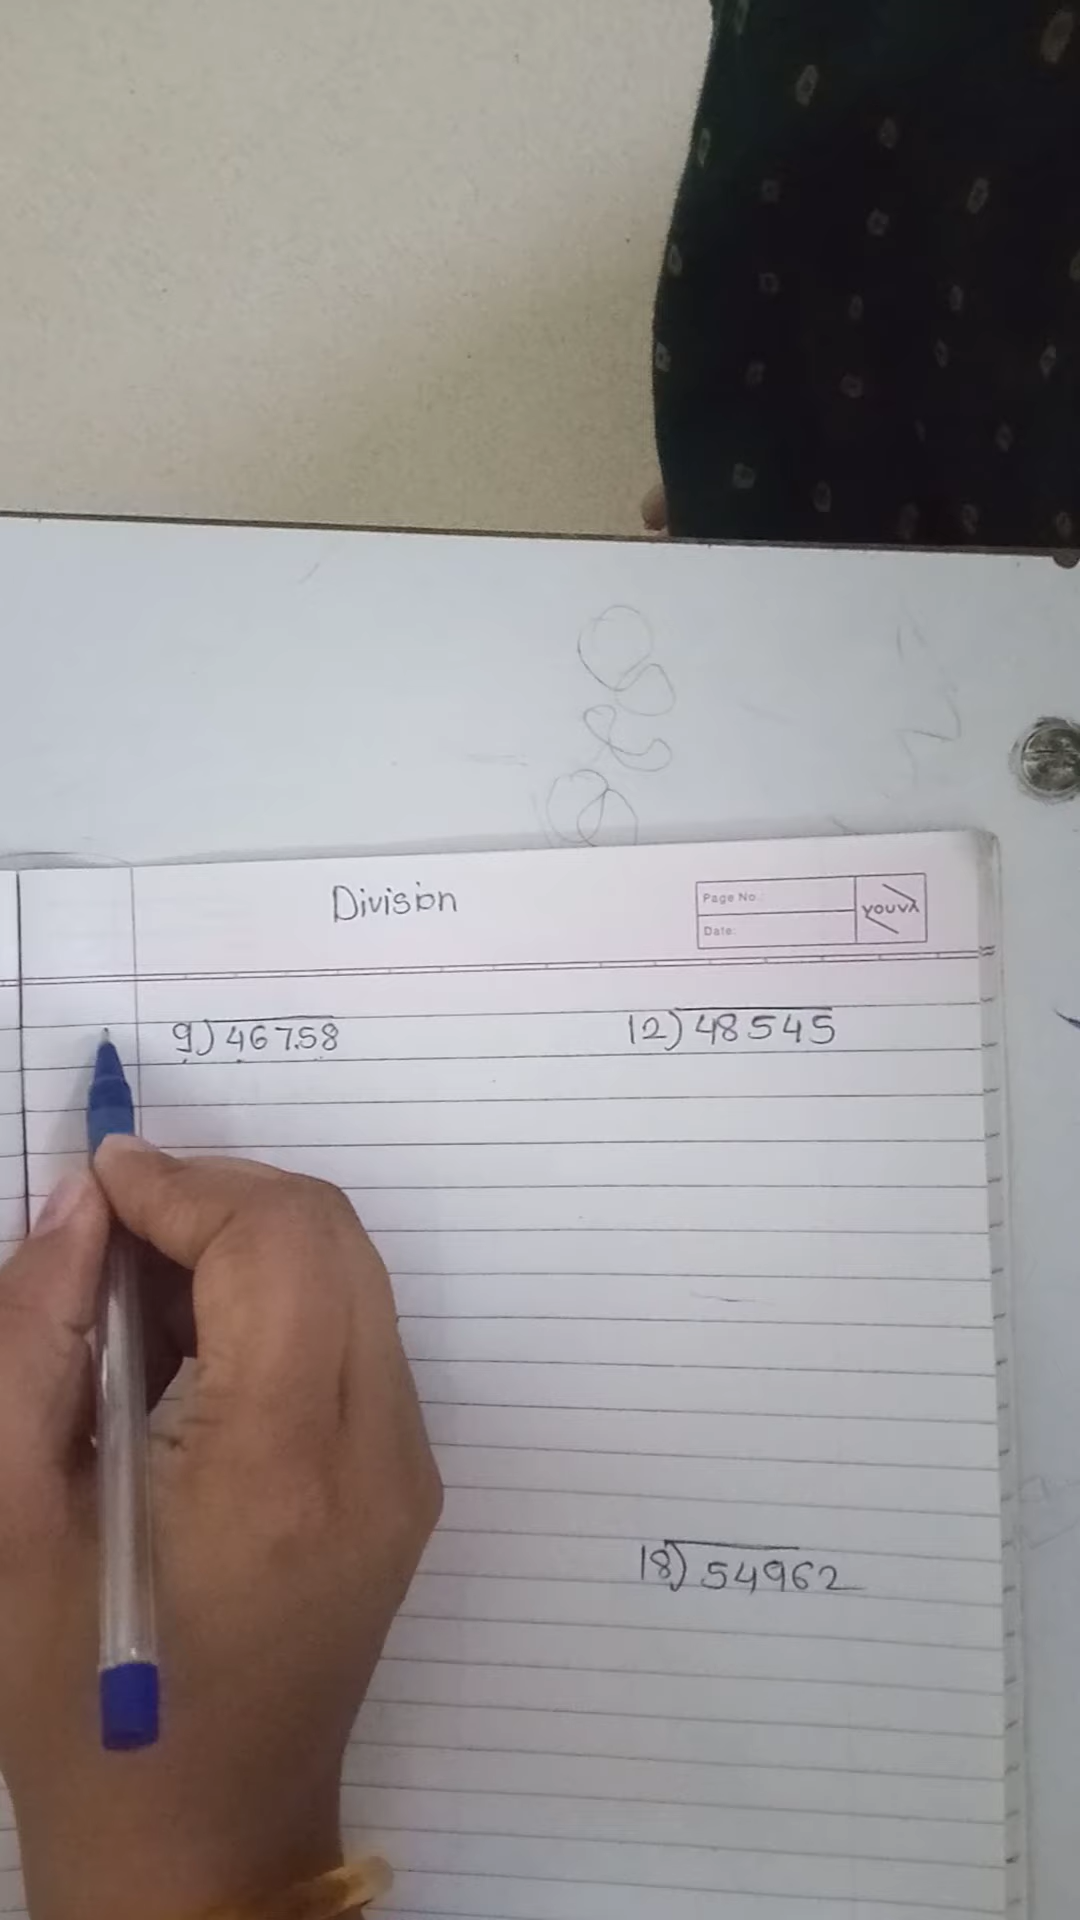 Division
Page No.:
Date:
YOUVA
9) 46758
12) 48545
18) 54962